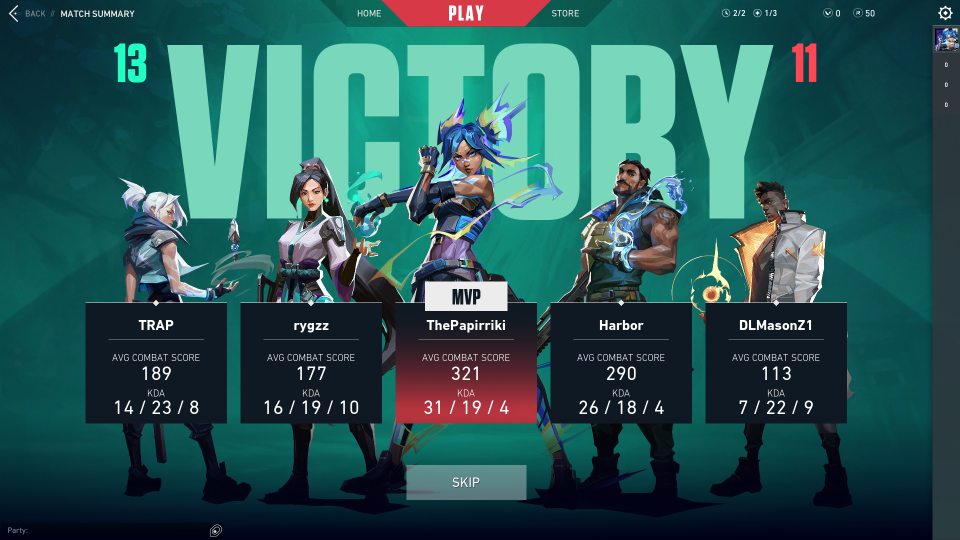 BACK // MATCH SUMMARY
HOME
PLAY
STORE
2/2
1/3
0
50
13
VICTORY
11
0
0
0
MVP
TRAP
AVG COMBAT SCORE
189
KDA
14 / 23 / 8
rygzz
AVG COMBAT SCORE
177
KDA
16 / 19 / 10
ThePapirriki
AVG COMBAT SCORE
321
KDA
31 / 19 / 4
Harbor
AVG COMBAT SCORE
290
KDA
26 / 18 / 4
DLMasonZ1
AVG COMBAT SCORE
113
KDA
7 / 22 / 9
SKIP
Party: